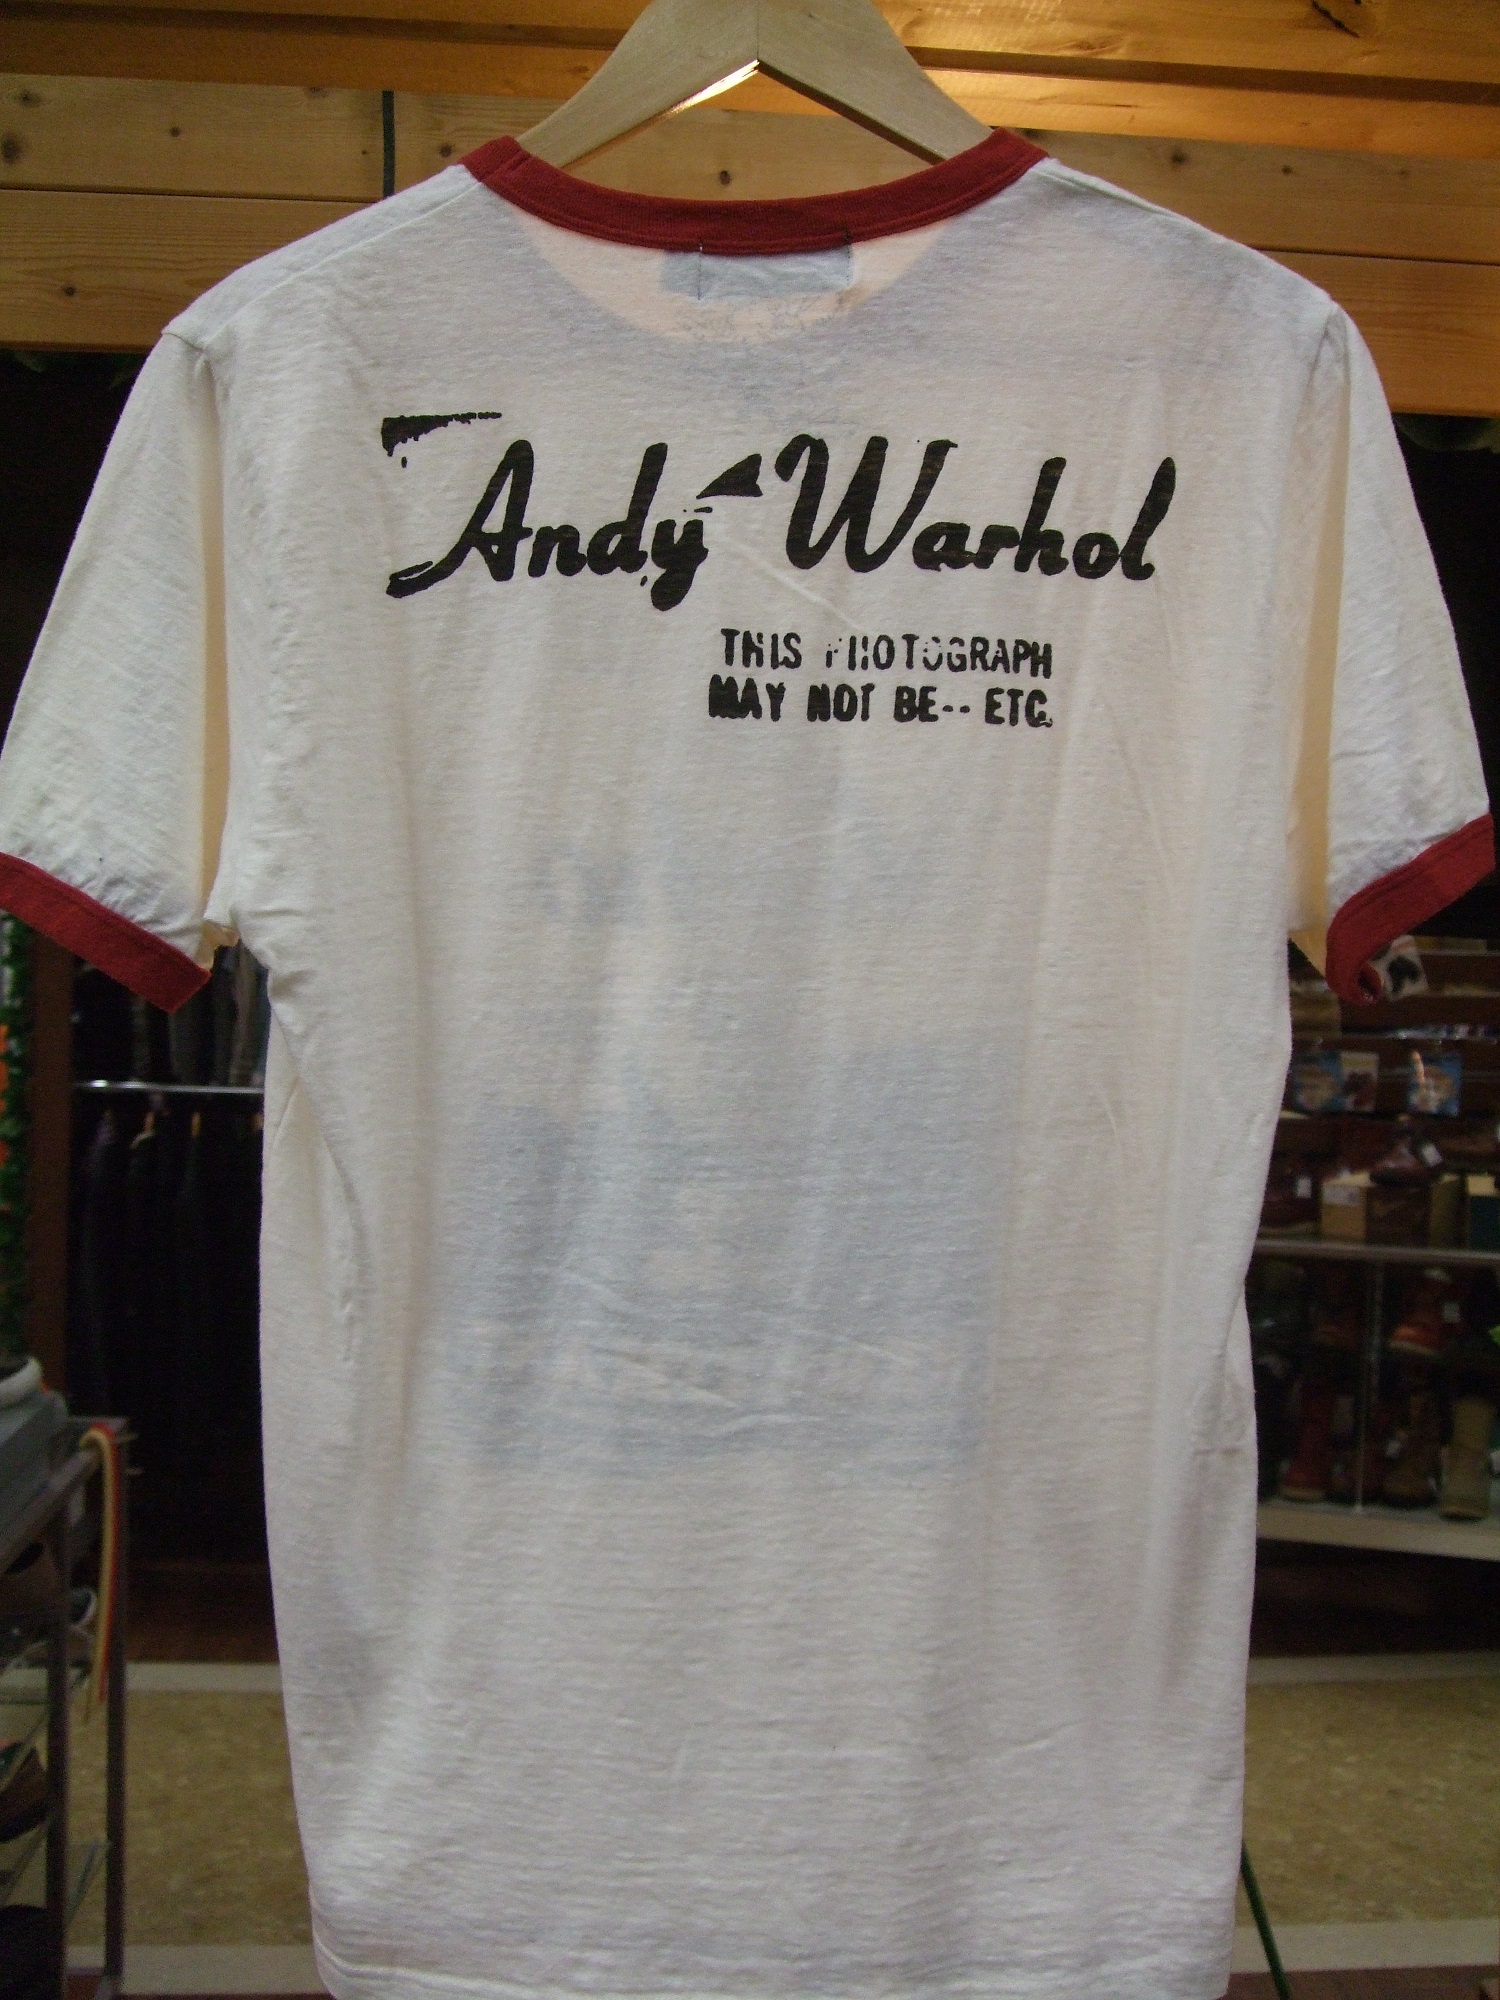 Andy Warhol
THIS PHOTOGRAPH
MAY NOT BE-- ETC.